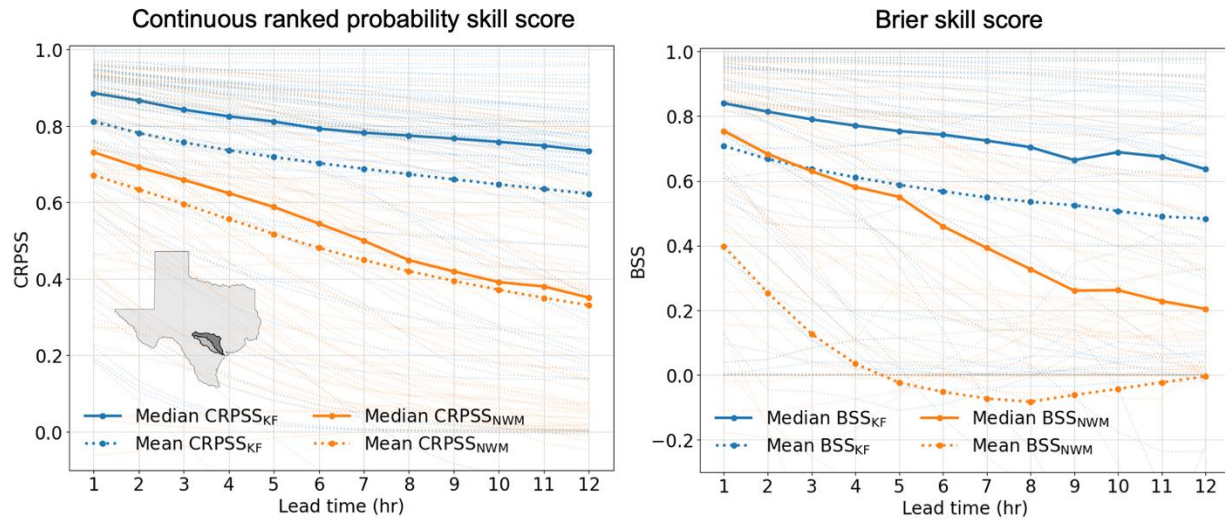 Continuous ranked probability skill score
1.0
0.8
0.6
0.4
0.2
0.0
CRPSS
1 2 3 4 5 6 7 8 9 10 11 12
Lead time (hr)
Median CRPSS_KF
Mean CRPSS_KF
Median CRPSS_NWM
Mean CRPSS_NWM
Brier skill score
1.0
0.8
0.6
0.4
0.2
0.0
−0.2
BSS
1 2 3 4 5 6 7 8 9 10 11 12
Lead time (hr)
Median BSS_KF
Mean BSS_KF
Median BSS_NWM
Mean BSS_NWM